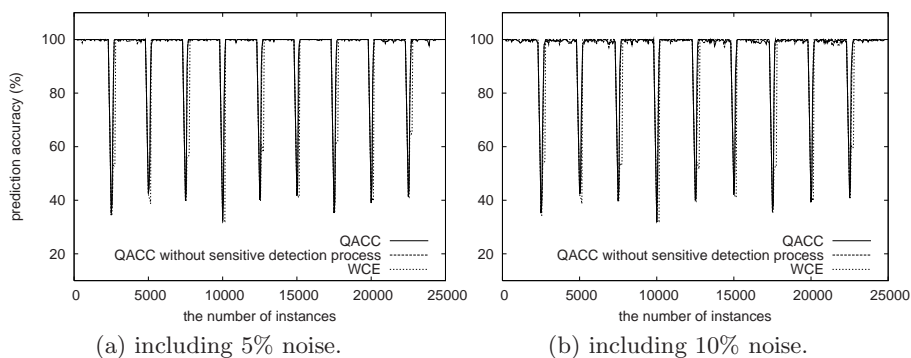 prediction accuracy (%)
100
80
60
40
20
QACC
QACC without sensitive detection process
WCE
0 5000 10000 15000 20000 25000
the number of instances
(a) including 5% noise.
100
80
60
40
20
QACC
QACC without sensitive detection process
WCE
0 5000 10000 15000 20000 25000
the number of instances
(b) including 10% noise.